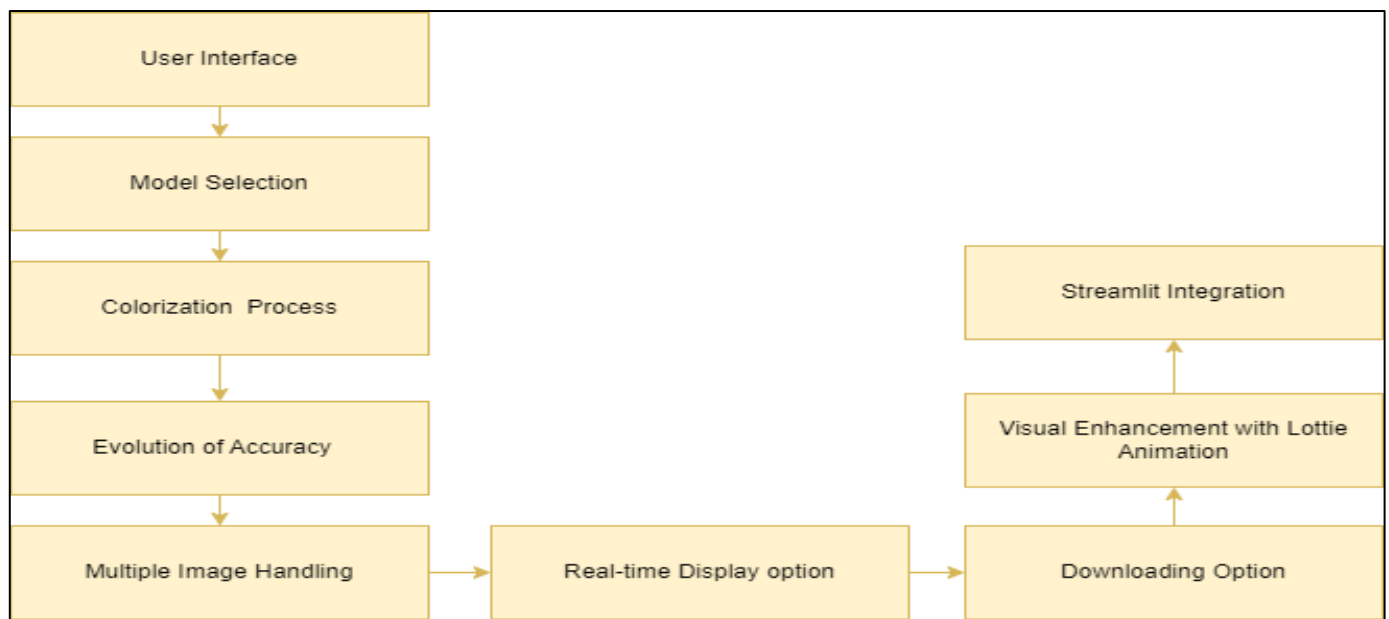 User Interface
Model Selection
Colorization Process
Evolution of Accuracy
Multiple Image Handling
Real-time Display option
Downloading Option
Visual Enhancement with Lottie
Animation
Streamlit Integration